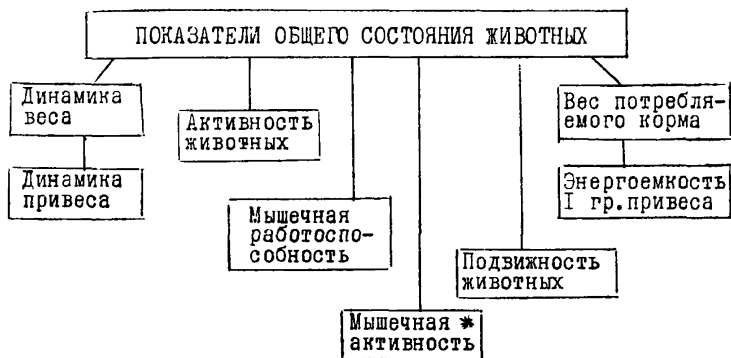 ПОКАЗАТЕЛИ ОБЩЕГО СОСТОЯНИЯ ЖИВОТНЫХ
Динамика
веса
Динамика
привеса
Активность
животных
Мышечная
работоспо-
собность
Мышечная *
активность
Подвижность
животных
Вес потребля-
емого корма
Энергоемкость
I гр.привеса